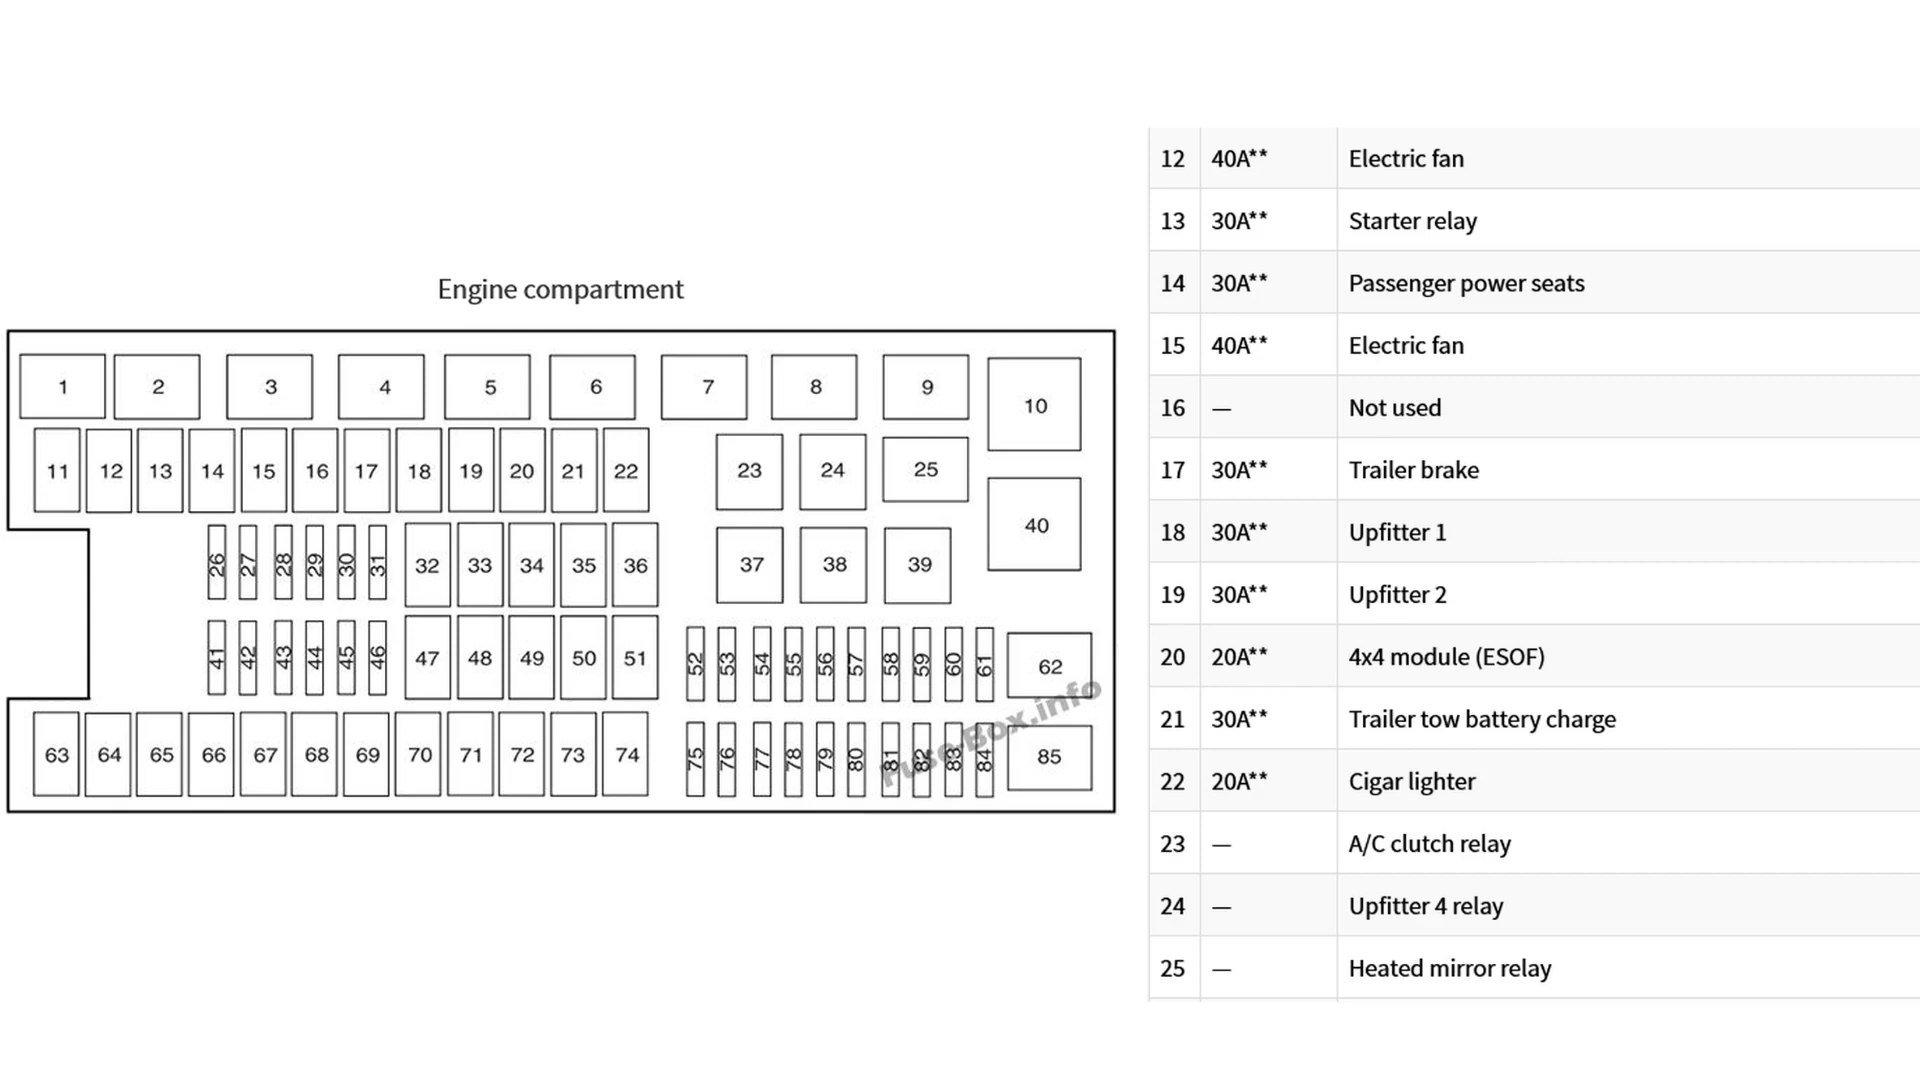 Engine compartment
1 2 3 4 5 6 7 8 9 10
11 12 13 14 15 16 17 18 19 20 21 22 23 24 25
40
26 27 28 29 30 31 32 33 34 35 36 37 38 39
41 42 43 44 45 46 47 48 49 50 51 52 53 54 55 56 57 58 59 60 61 62
63 64 65 66 67 68 69 70 71 72 73 74 75 76 77 78 79 80 81 82 83 84 85
Fuse-Box.info
12 40A** Electric fan
13 30A** Starter relay
14 30A** Passenger power seats
15 40A** Electric fan
16 — Not used
17 30A** Trailer brake
18 30A** Upfitter 1
19 30A** Upfitter 2
20 20A** 4x4 module (ESOF)
21 30A** Trailer tow battery charge
22 20A** Cigar lighter
23 — A/C clutch relay
24 — Upfitter 4 relay
25 — Heated mirror relay